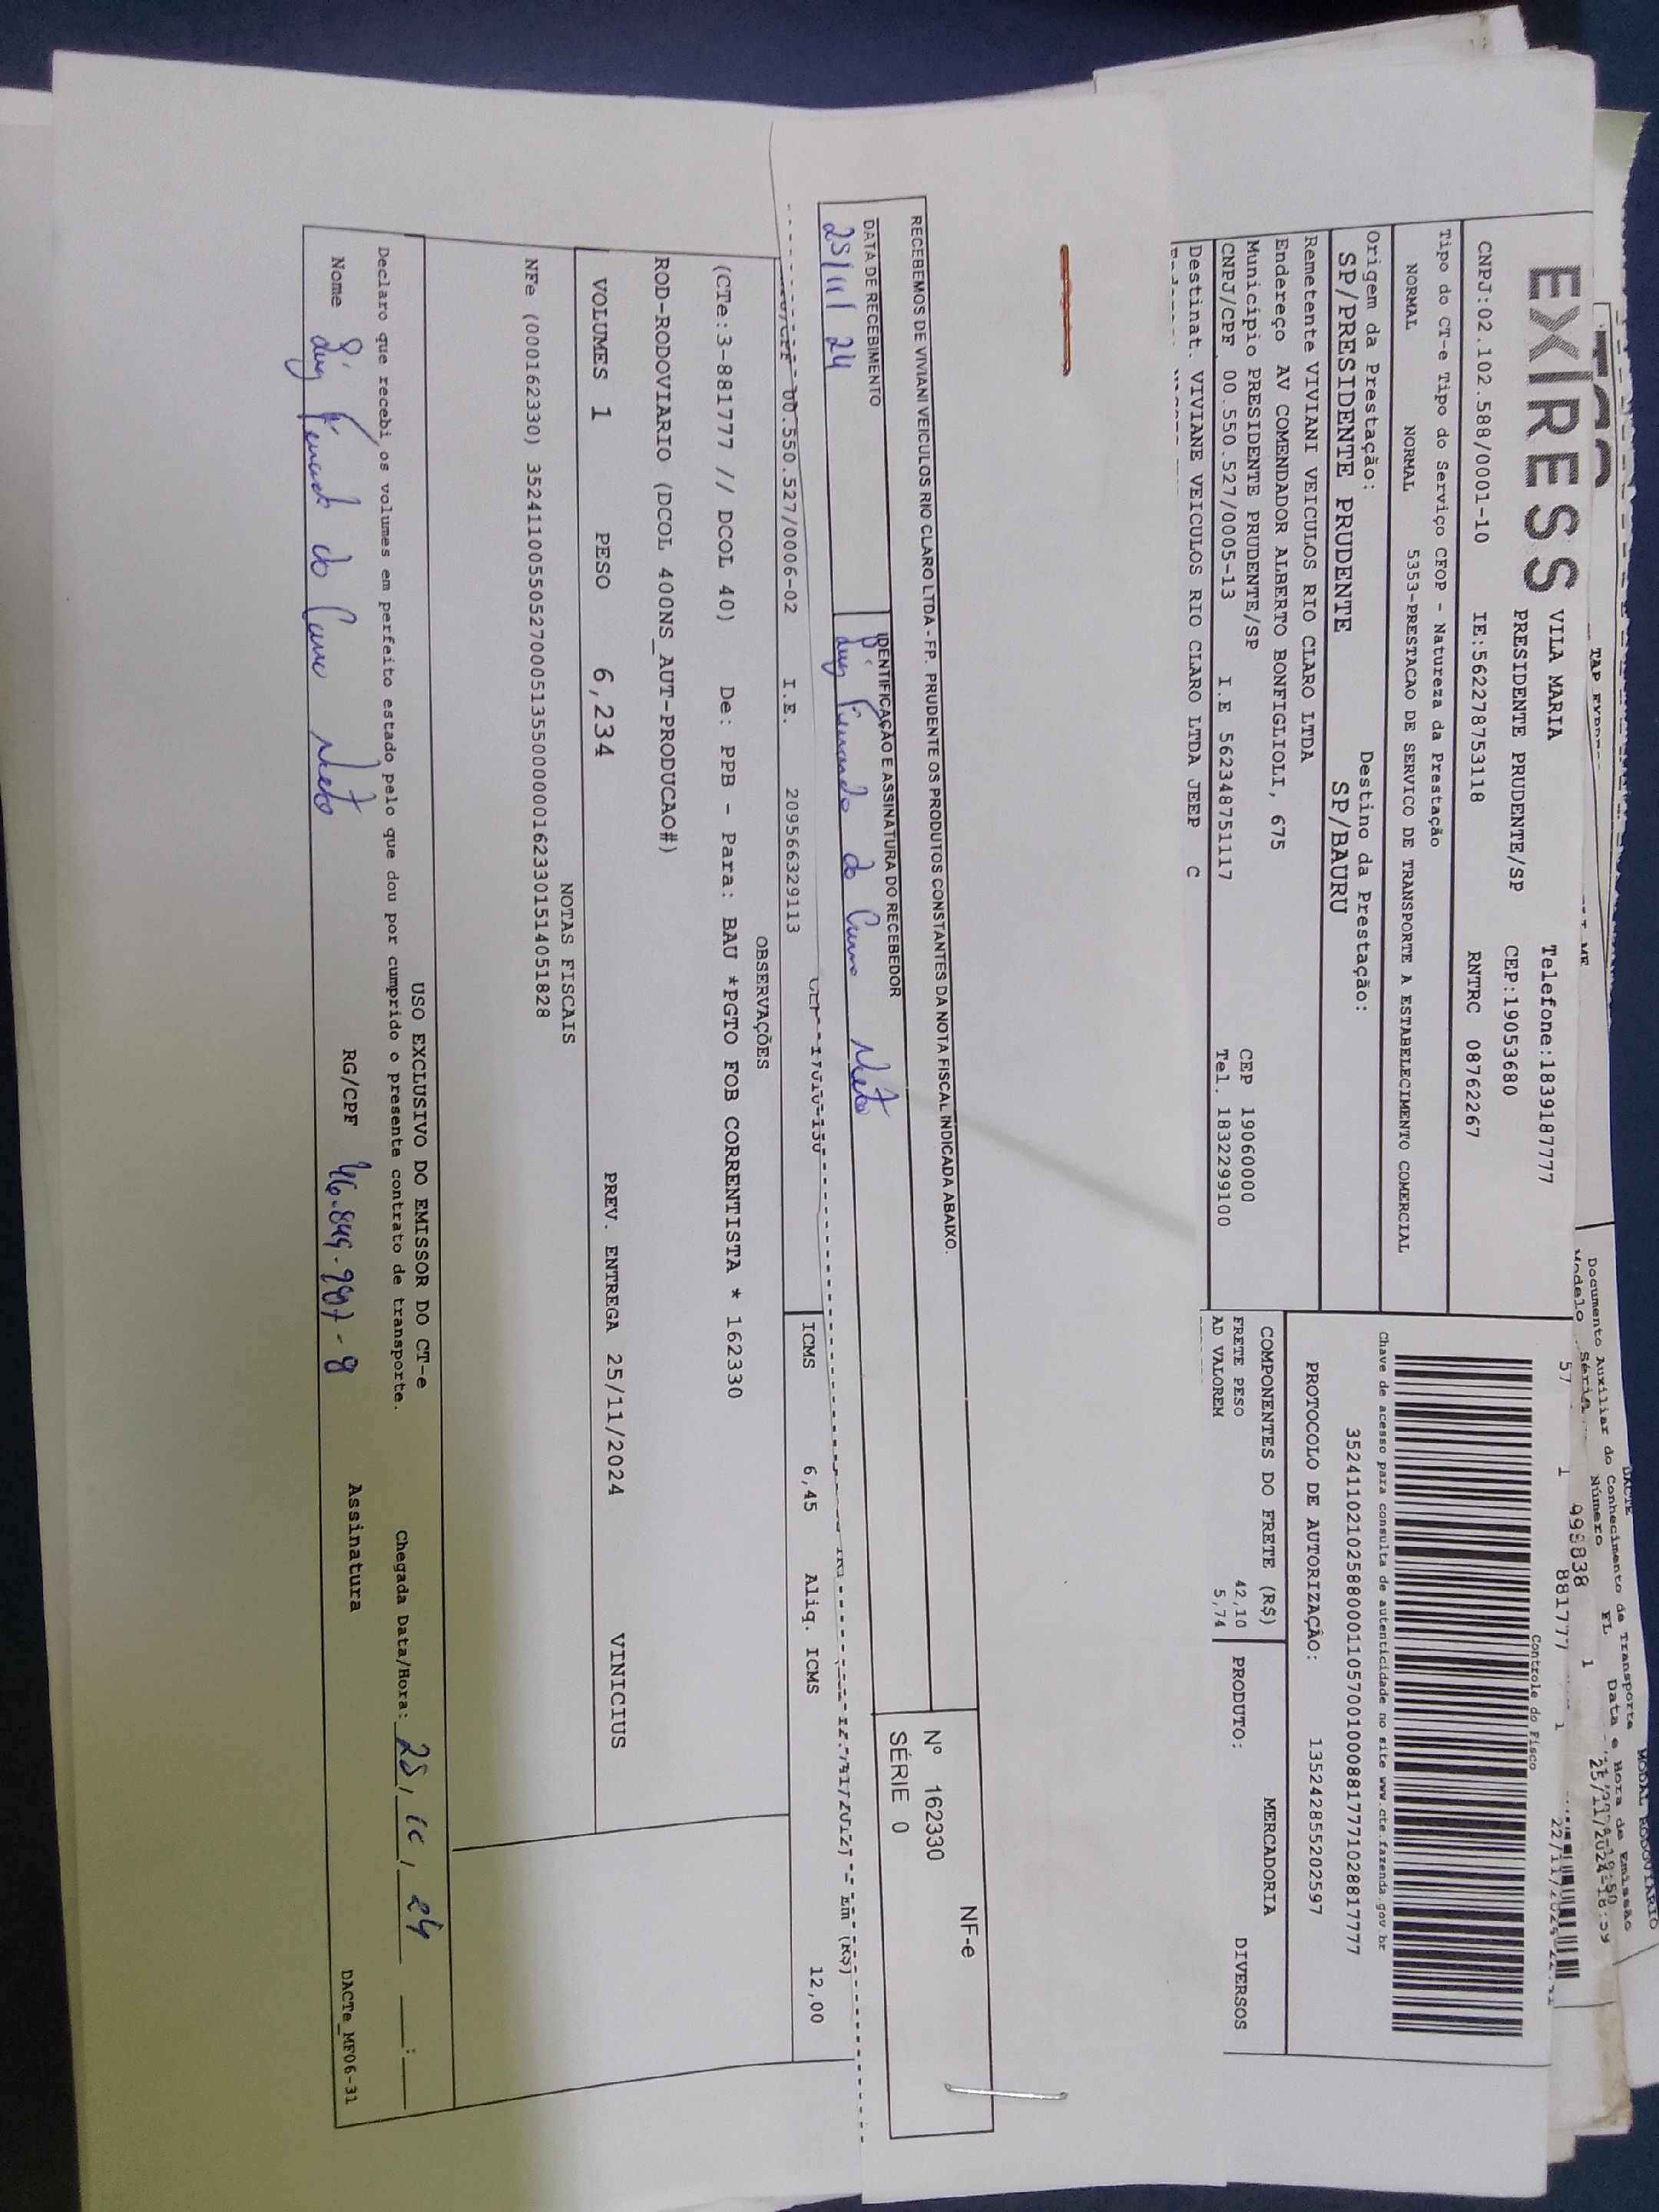 DACTE
MODAL RODOVIARIO
Documento Auxiliar do Conhecimento de Transporte
Modelo Série Número FL Data e Hora de Emissão
1
25/11/2024
57 1 881777 1
EXPRESS
VILA MARIA
Telefone:1839187777
PRESIDENTE PRUDENTE/SP CEP:19053680
CNPJ:02.102.588/0001-10 IE:562278753118 RNTRC 08762267
Controle do Fisco
Tipo do CT-e Tipo do Serviço CFOP - Natureza da Prestação
NORMAL NORMAL 5353-PRESTACAO DE SERVICO DE TRANSPORTE A ESTABELECIMENTO COMERCIAL
Chave de acesso para consulta de autenticidade no site www.cte.fazenda.gov.br
Origem da Prestação: Destino da Prestação:
SP/PRESIDENTE PRUDENTE SP/BAURU
PROTOCOLO DE AUTORIZAÇÃO: 135242855202597
Remetente VIVIANI VEICULOS RIO CLARO LTDA
Endereço AV COMENDADOR ALBERTO BONFIGLIOLI, 675
Município PRESIDENTE PRUDENTE/SP CEP 19060000
CNPJ/CPF 00.550.527/0005-13 I.E 562348751117 Tel. 1832299100
COMPONENTES DO FRETE (R$)
FRETE PESO 42,10
AD VALOREM 5,74
PRODUTO: MERCADORIA DIVERSOS
Destinat. VIVIANE VEICULOS RIO CLARO LTDA JEEP C
RECEBEMOS DE VIVIANI VEICULOS RIO CLARO LTDA - FP. PRUDENTE OS PRODUTOS CONSTANTES DA NOTA FISCAL INDICADA ABAIXO.
NF-e
Nº 162330
SÉRIE 0
DATA DE RECEBIMENTO
25/11/24
IDENTIFICAÇÃO E ASSINATURA DO RECEBEDOR
00.550.527/0006-02 I.E. 209566329113
ICMS 6,45 Aliq. ICMS 12,00
OBSERVAÇÕES
(CTe:3-881777 // DCOL 40) De: PPB - Para: BAU *PGTO FOB CORRENTISTA * 162330
ROD-RODOVIARIO (DCOL 400NS_AUT-PRODUCAO#)
VOLUMES 1 PESO 6,234 PREV. ENTREGA 25/11/2024 VINICIUS
NOTAS FISCAIS
NFe (000162330) 35241100550527000513550000001623301514051828
USO EXCLUSIVO DO EMISSOR DO CT-e
Declaro que recebi os volumes em perfeito estado pelo que dou por cumprido o presente contrato de transporte.
Chegada Data/Hora:
Nome
RG/CPF
Assinatura
DACTe_MF06-31